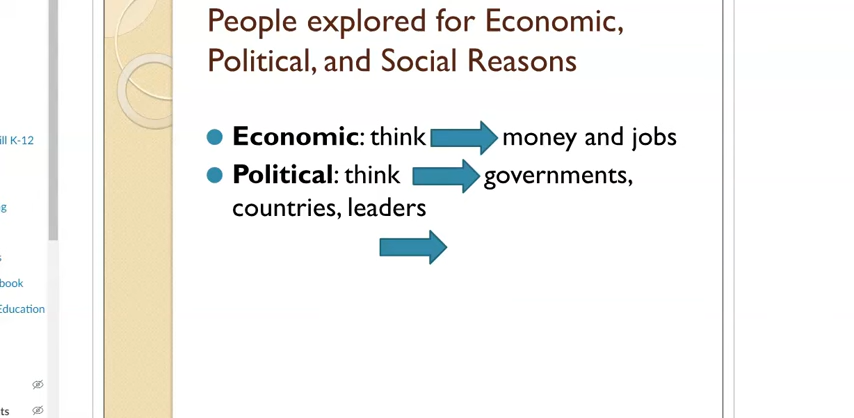 People explored for Economic,
Political, and Social Reasons
Economic: think money and jobs
Political: think governments,
countries, leaders
ill K-12
g
s
book
Education
ts